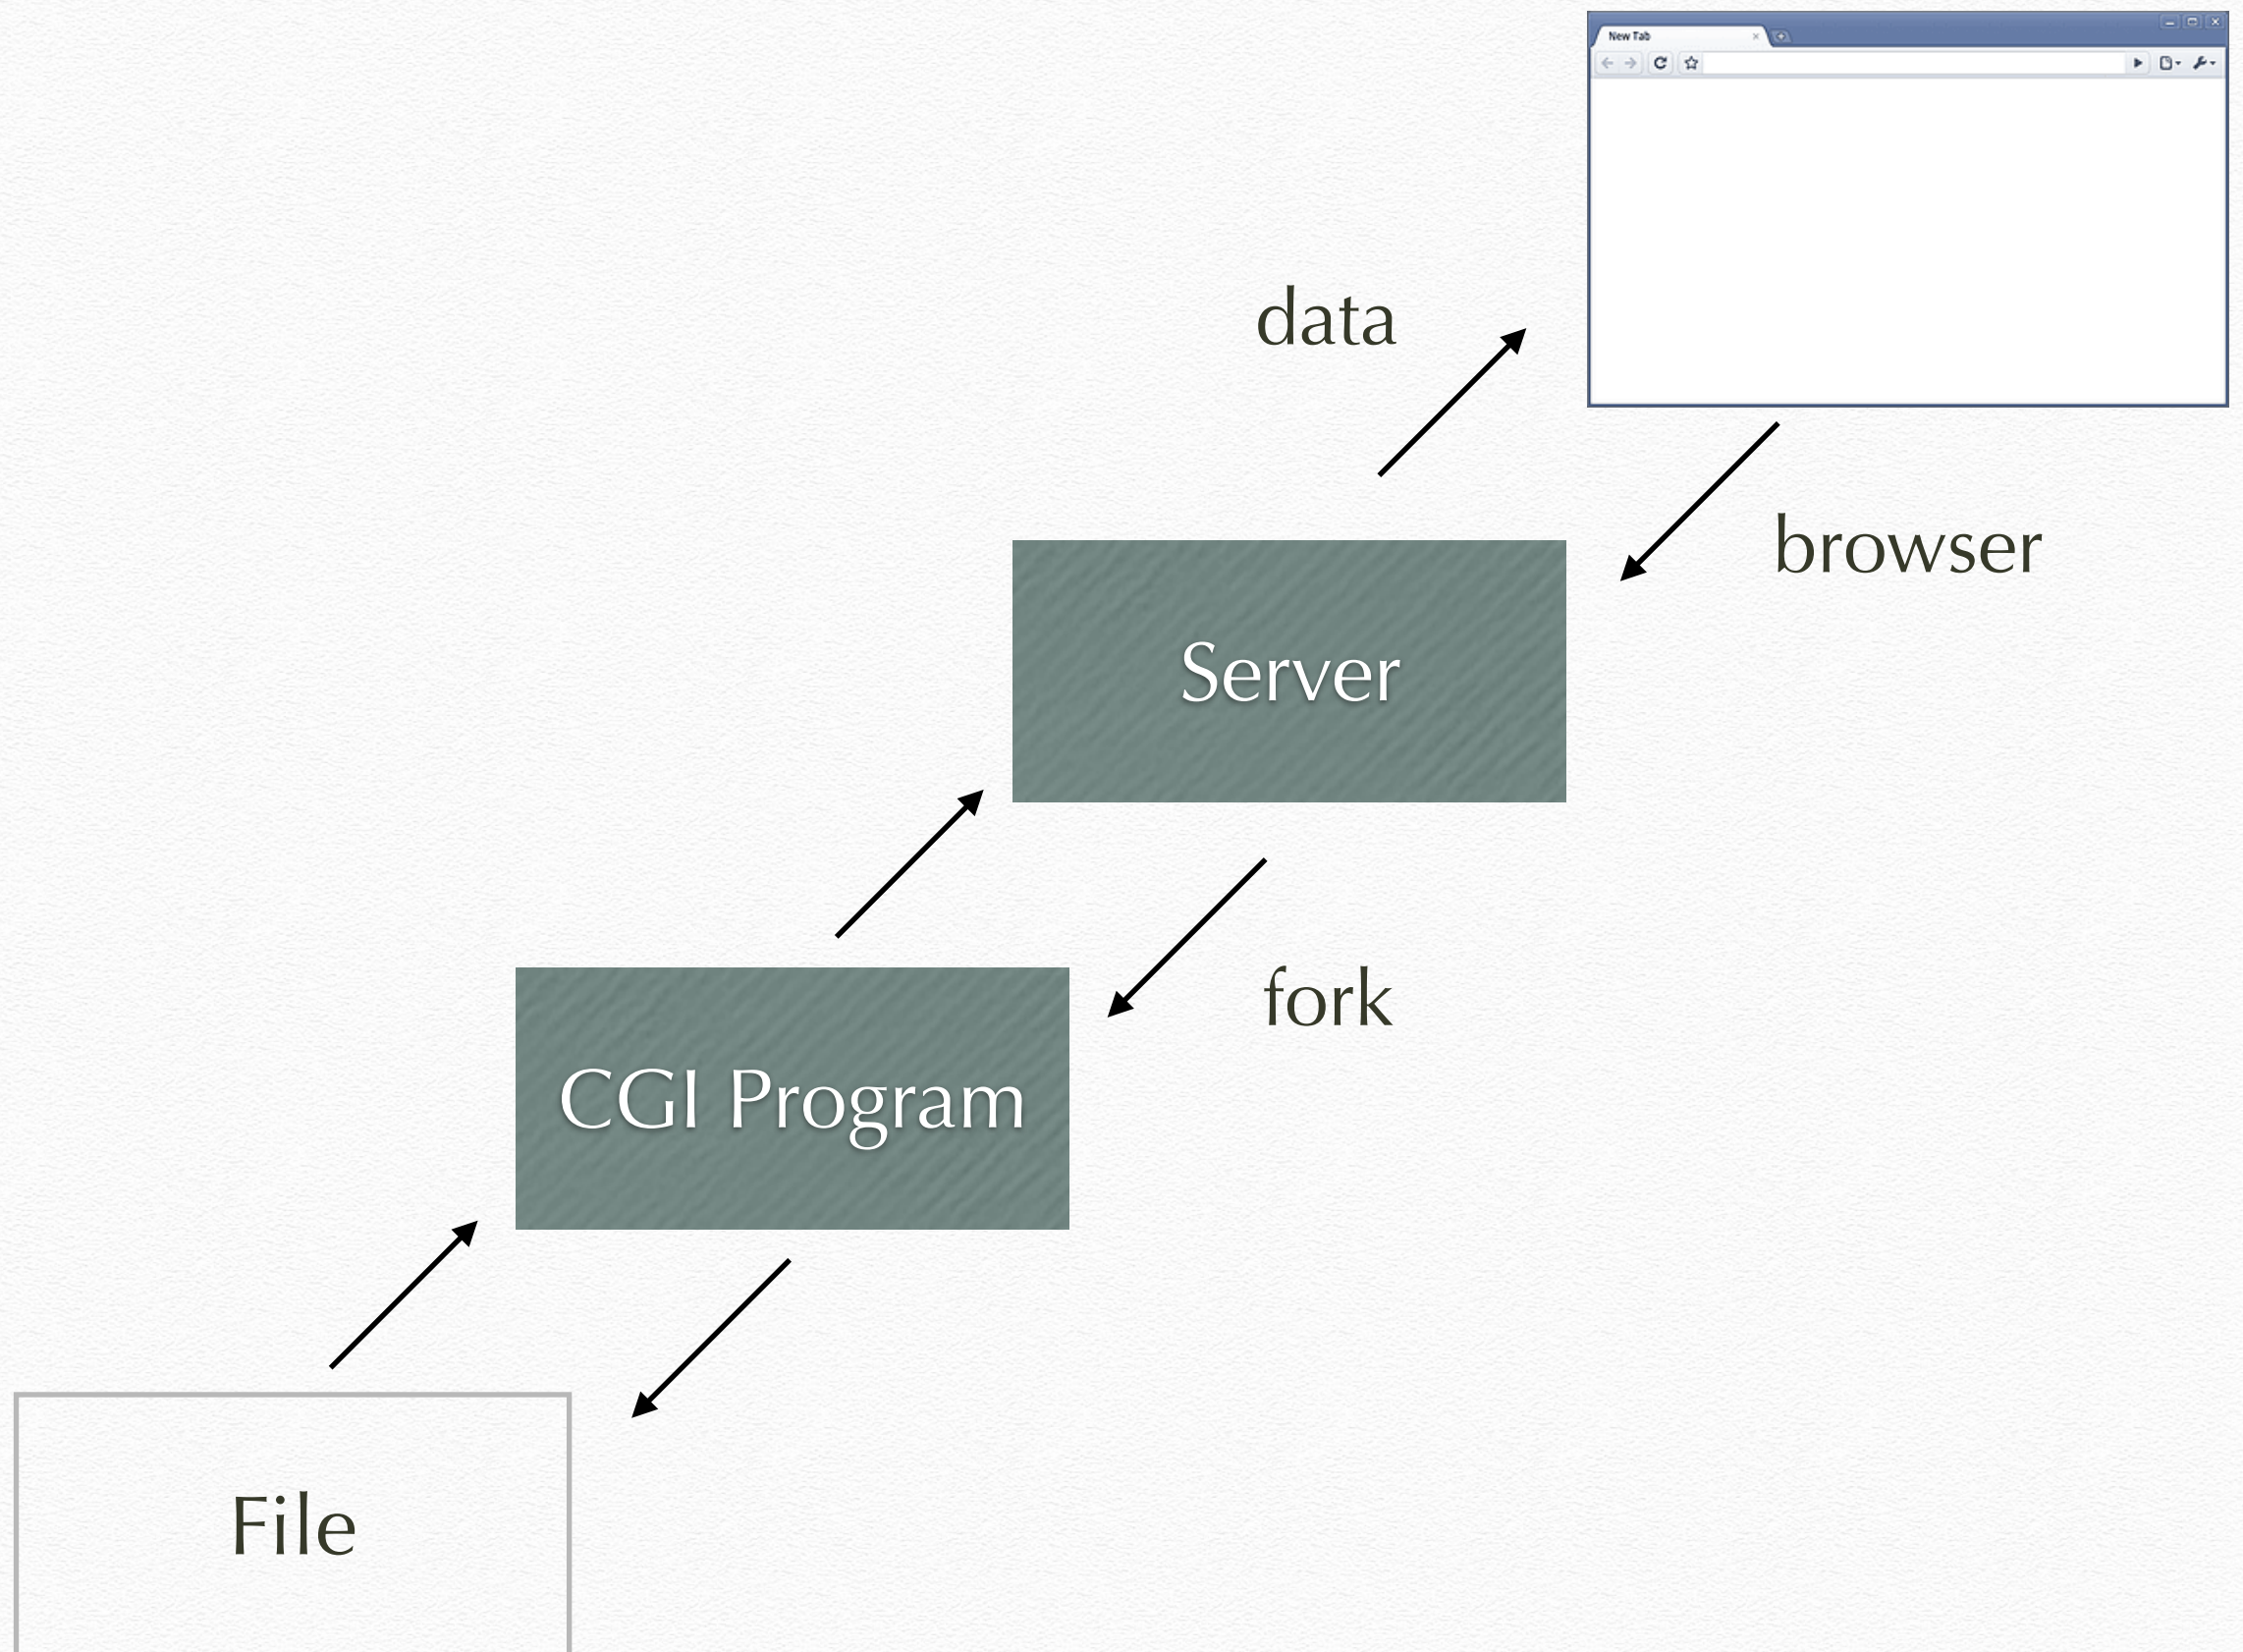 New Tab
data
browser
Server
fork
CGI Program
File